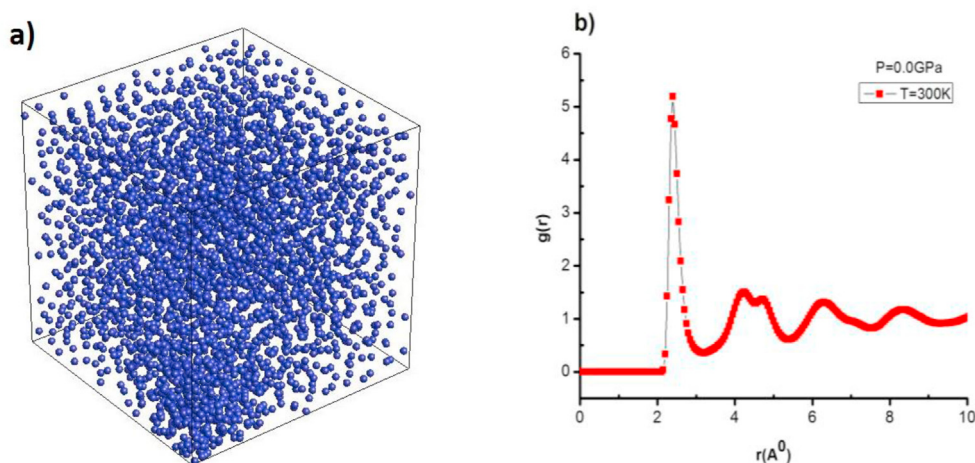 a)
b)
P=0.0GPa
T=300K
g(r)
6
5
4
3
2
1
0
0 2 4 6 8 10
r(A⁰)